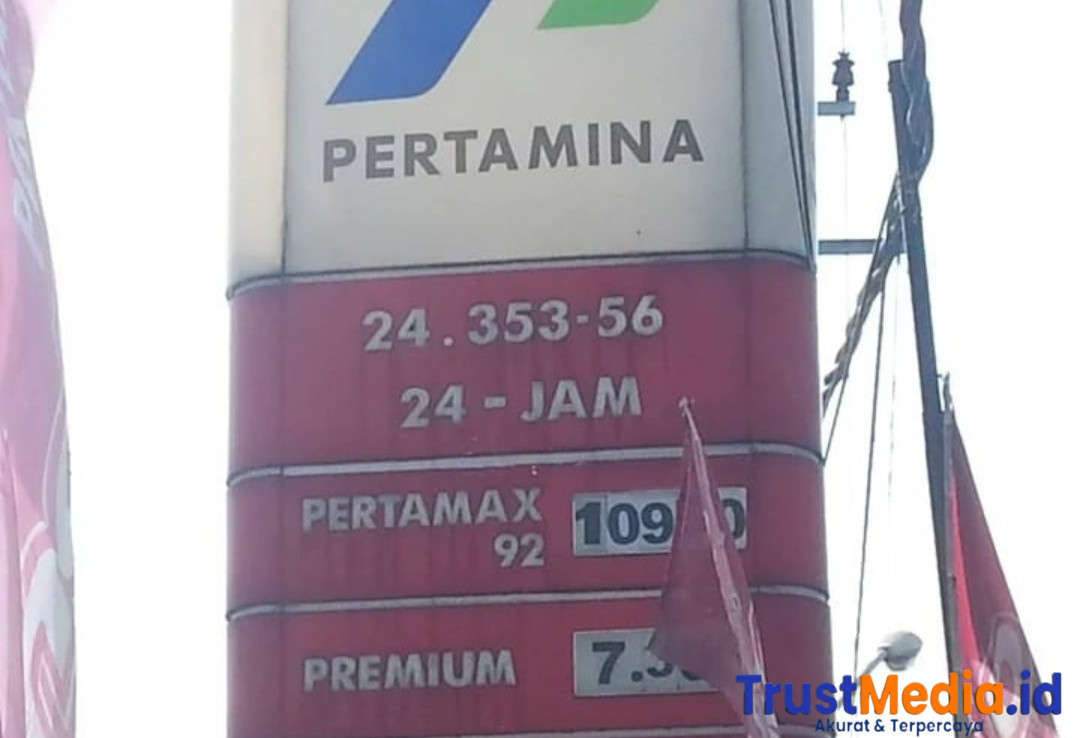 PERTAMINA
24.353-56
24-JAM
PERTAMAX
92
PREMIUM
TrustMedia.id
Akurat & Terpercaya